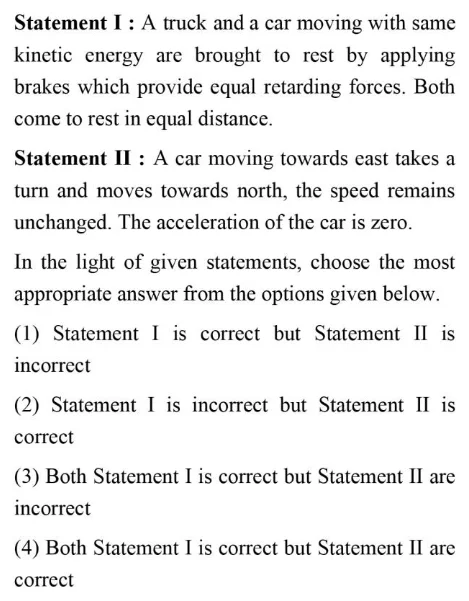 Statement I : A truck and a car moving with same
kinetic energy are brought to rest by applying
brakes which provide equal retarding forces. Both
come to rest in equal distance.
Statement II : A car moving towards east takes a
turn and moves towards north, the speed remains
unchanged. The acceleration of the car is zero.
In the light of given statements, choose the most
appropriate answer from the options given below.
(1) Statement I is correct but Statement II is
incorrect
(2) Statement I is incorrect but Statement II is
correct
(3) Both Statement I is correct but Statement II are
incorrect
(4) Both Statement I is correct but Statement II are
correct